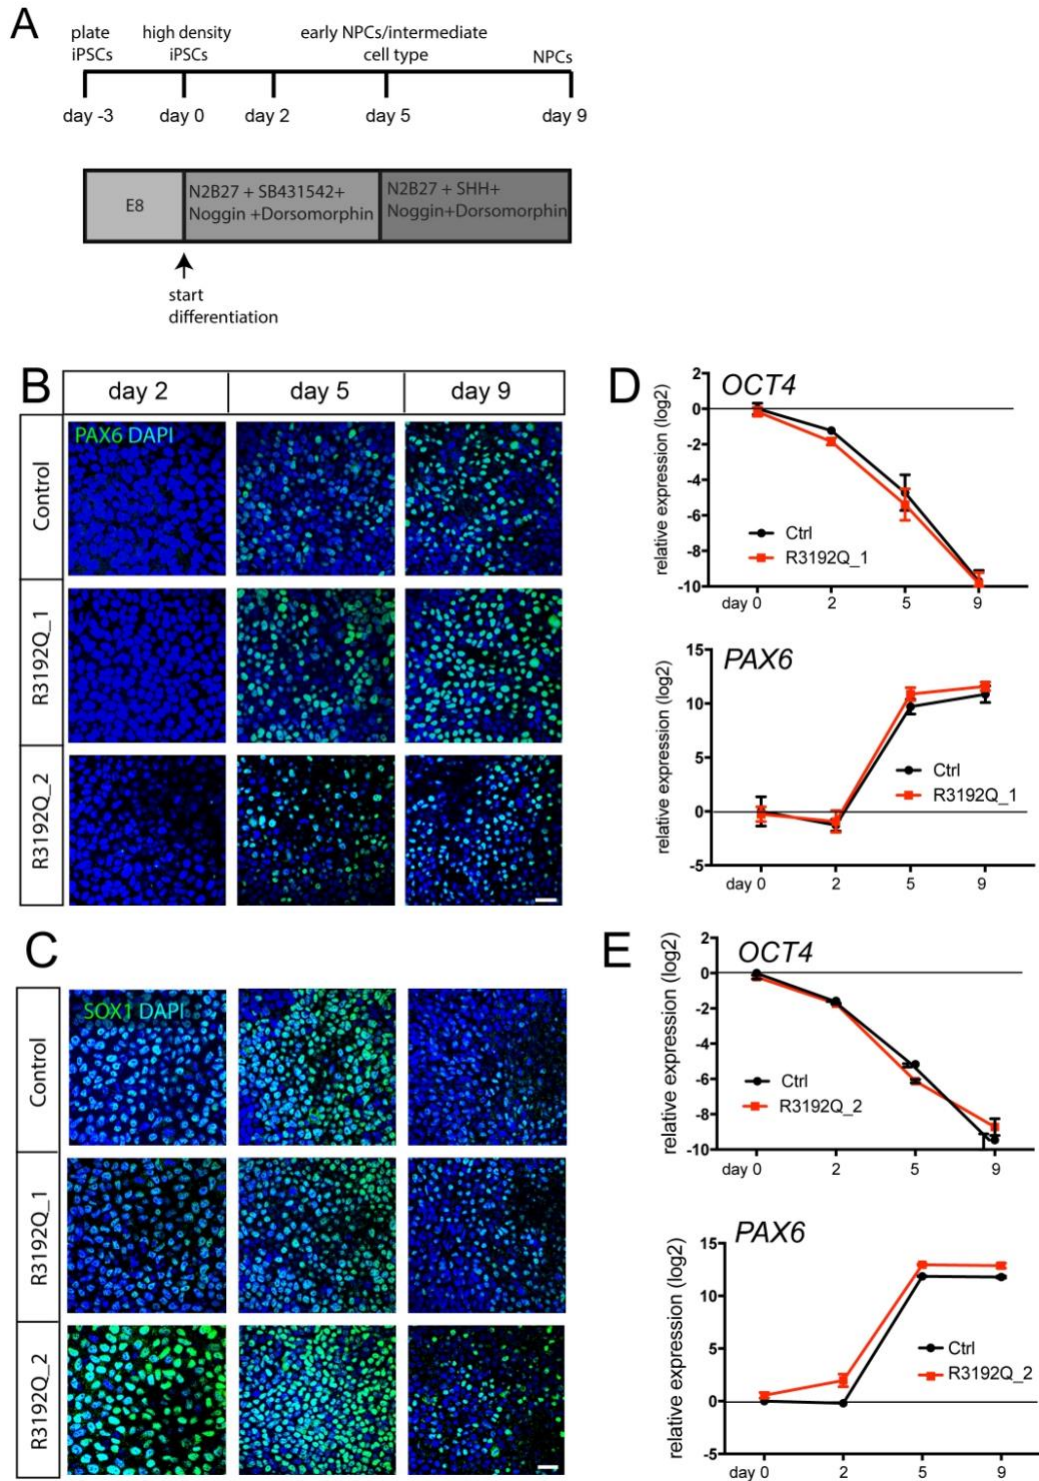 A
plate iPSCs
high density iPSCs
early NPCs/intermediate cell type
NPCs
day -3
day 0
day 2
day 5
day 9
E8
N2B27 + SB431542+
Noggin +Dorsomorphin
N2B27 + SHH+
Noggin+Dorsomorphin
start
differentiation
B
day 2
day 5
day 9
Control
PAX6 DAPI
R3192Q_1
R3192Q_2
C
Control
SOX1 DAPI
R3192Q_1
R3192Q_2
D
OCT4
relative expression (log2)
2
0
-2
-4
-6
-8
-10
Ctrl
R3192Q_1
day 0
2
5
9
PAX6
relative expression (log2)
15
10
5
0
-5
Ctrl
R3192Q_1
day 0
2
5
9
E
OCT4
relative expression (log2)
2
0
-2
-4
-6
-8
-10
Ctrl
R3192Q_2
day 0
2
5
9
PAX6
relative expression (log2)
15
10
5
0
-5
Ctrl
R3192Q_2
day 0
2
5
9